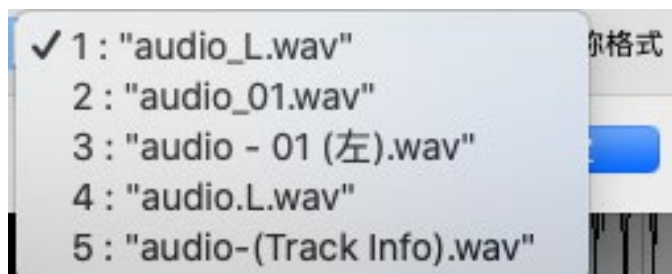 ✓ 1 : "audio_L.wav"
2 : "audio_01.wav"
3 : "audio - 01 (左).wav"
4 : "audio.L.wav"
5 : "audio-(Track Info).wav"
格式